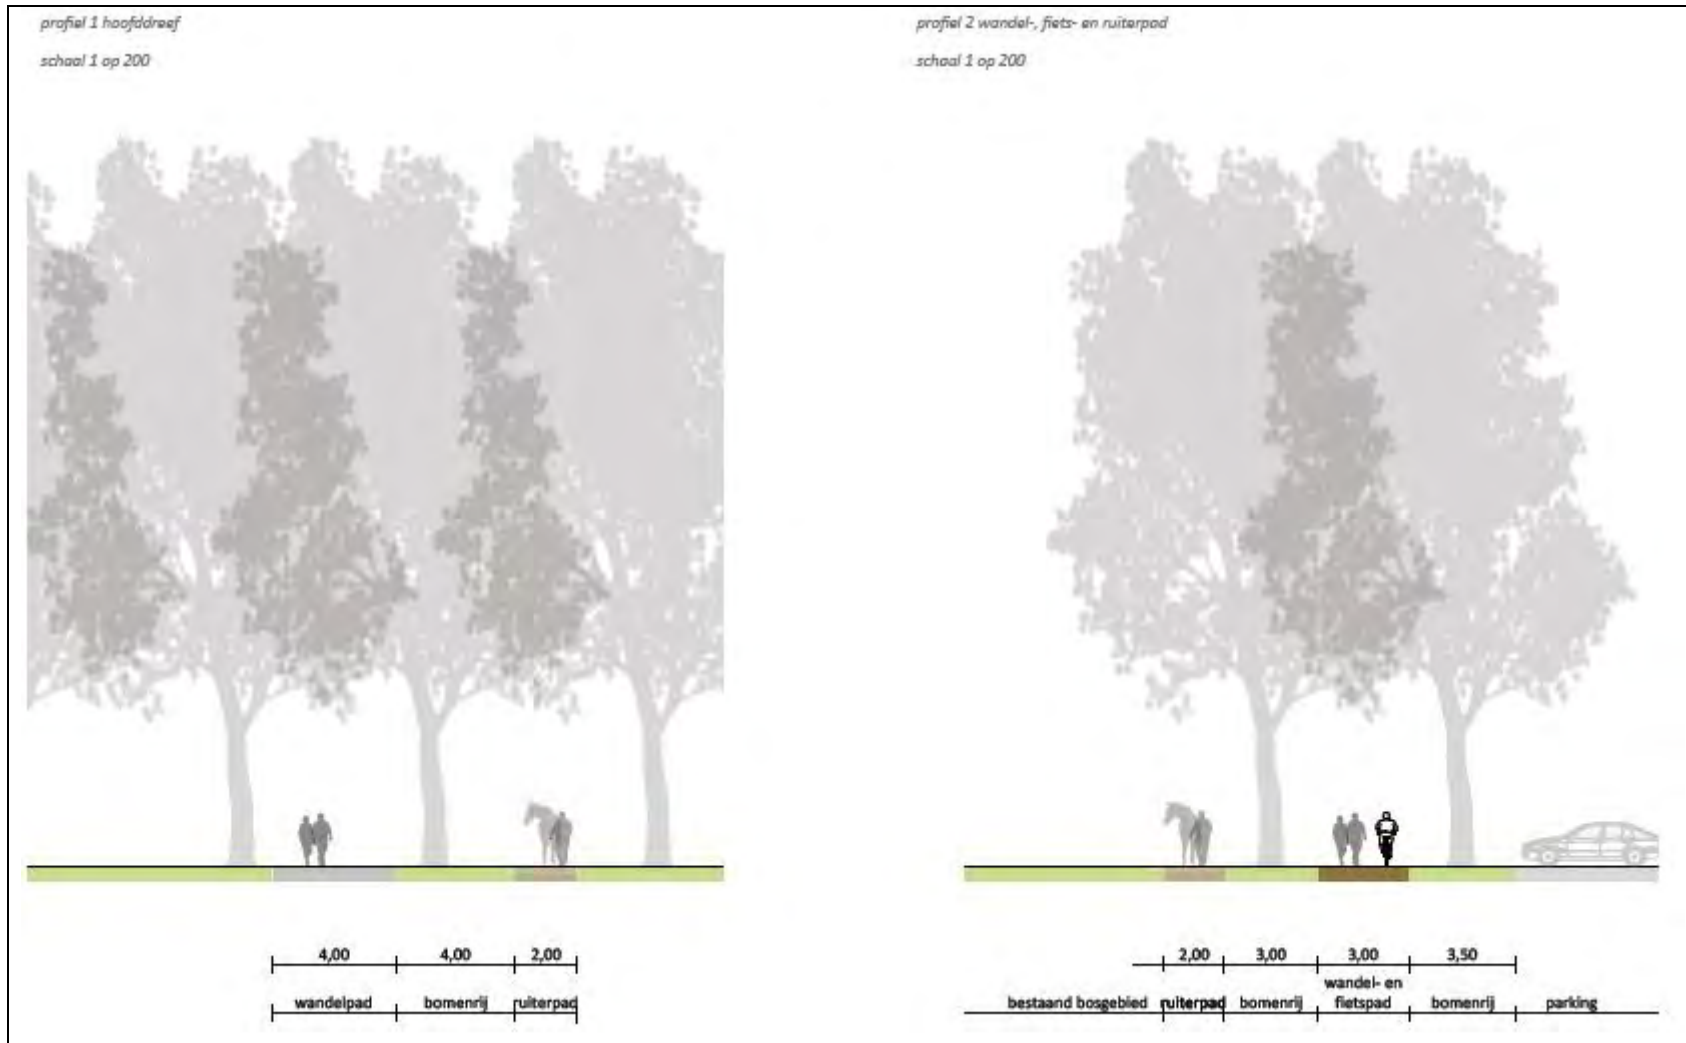 profiel 1 hoofddreef
schaal 1 op 200
profiel 2 wandel-, fiets- en ruiterpad
schaal 1 op 200
4,00 4,00 2,00
wandelpad bomenrij ruiterpad
2,00 3,00 3,00 3,50
wandel- en
bestaand bosgebied ruiterpad bomenrij fietspad bomenrij parking